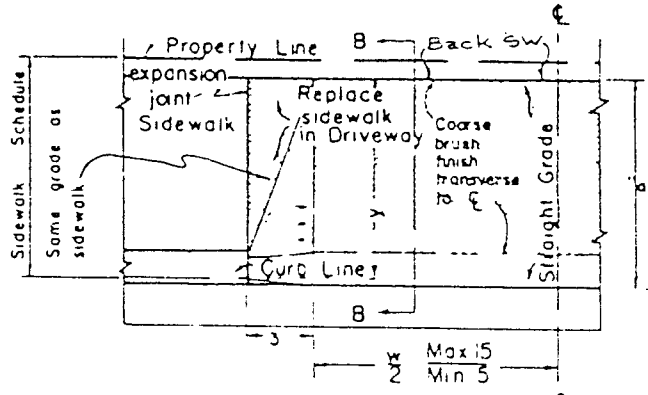 ℄
Property Line
B
Back SW
expansion
joint
Sidewalk
Replace
sidewalk
in Driveway
Coarse
brush
finish
transverse
to ℄
Straight Grade
Sidewalk Schedule
Same grade as
sidewalk
y
Curb Line
B
3
w
2
Max 15
Min 5